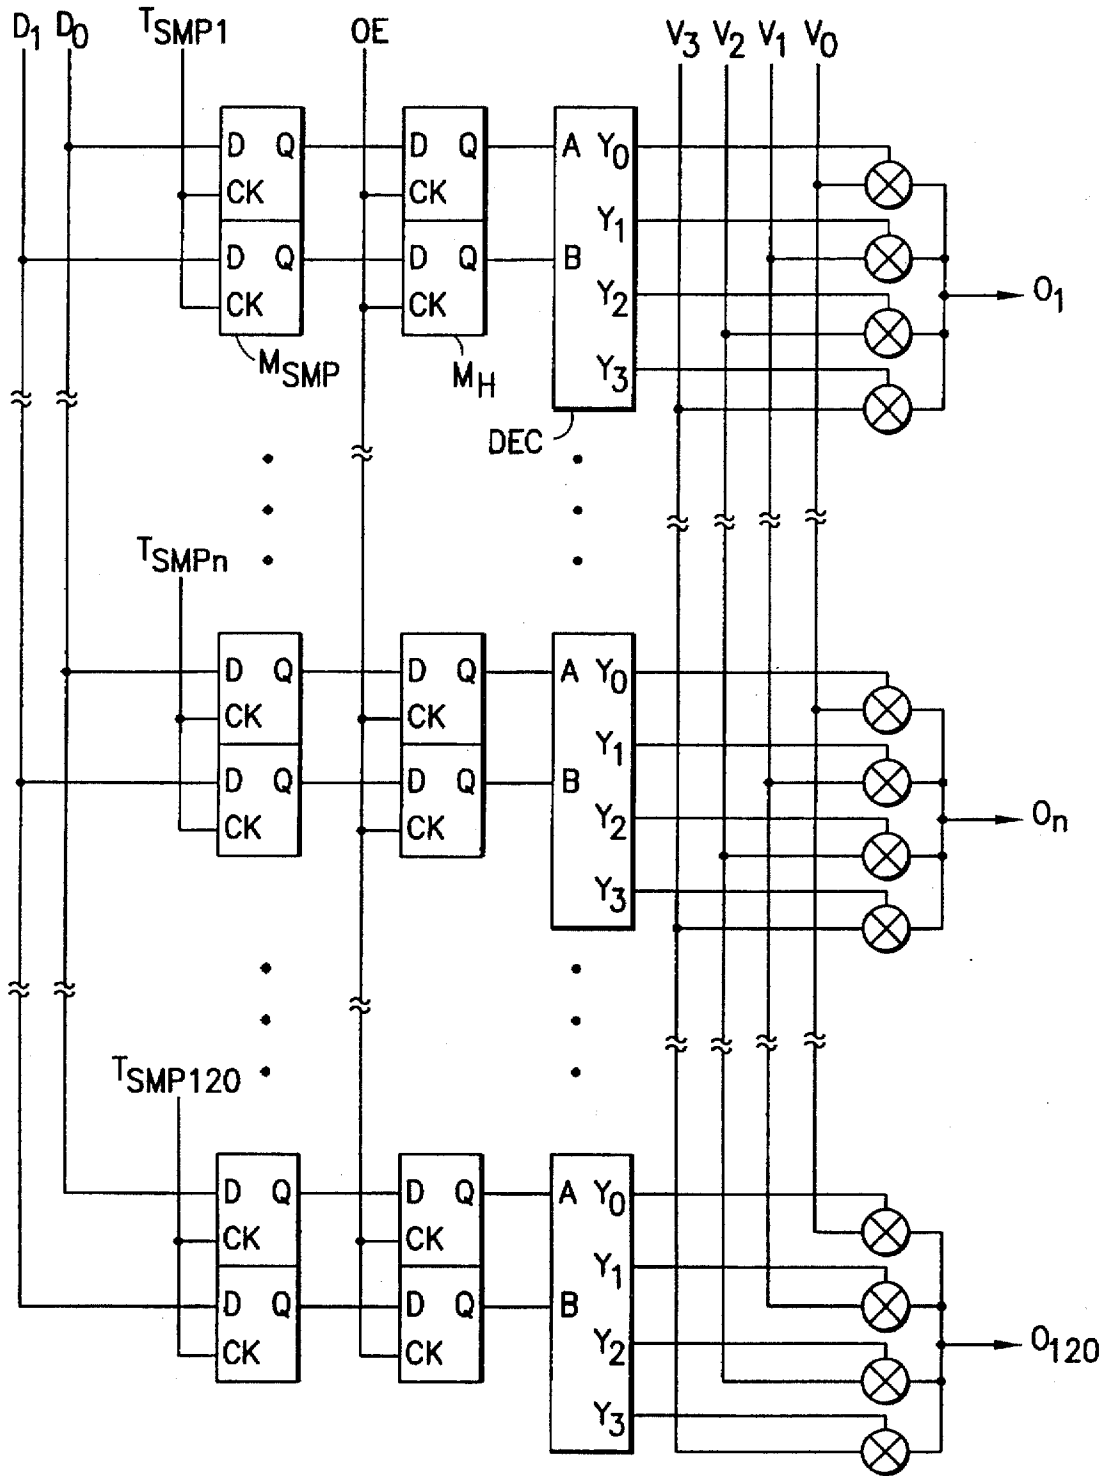 D1 D0 TSMP1 OE V3 V2 V1 V0
D Q D Q A Y0
CK CK
Y1
D Q D Q B
CK CK Y2 O1
MSMP MH Y3
DEC
TSMPn
D Q D Q A Y0
CK CK
Y1
D Q D Q B
CK CK Y2 On
Y3
TSMP120
D Q D Q A Y0
CK CK
Y1
D Q D Q B
CK CK Y2 O120
Y3